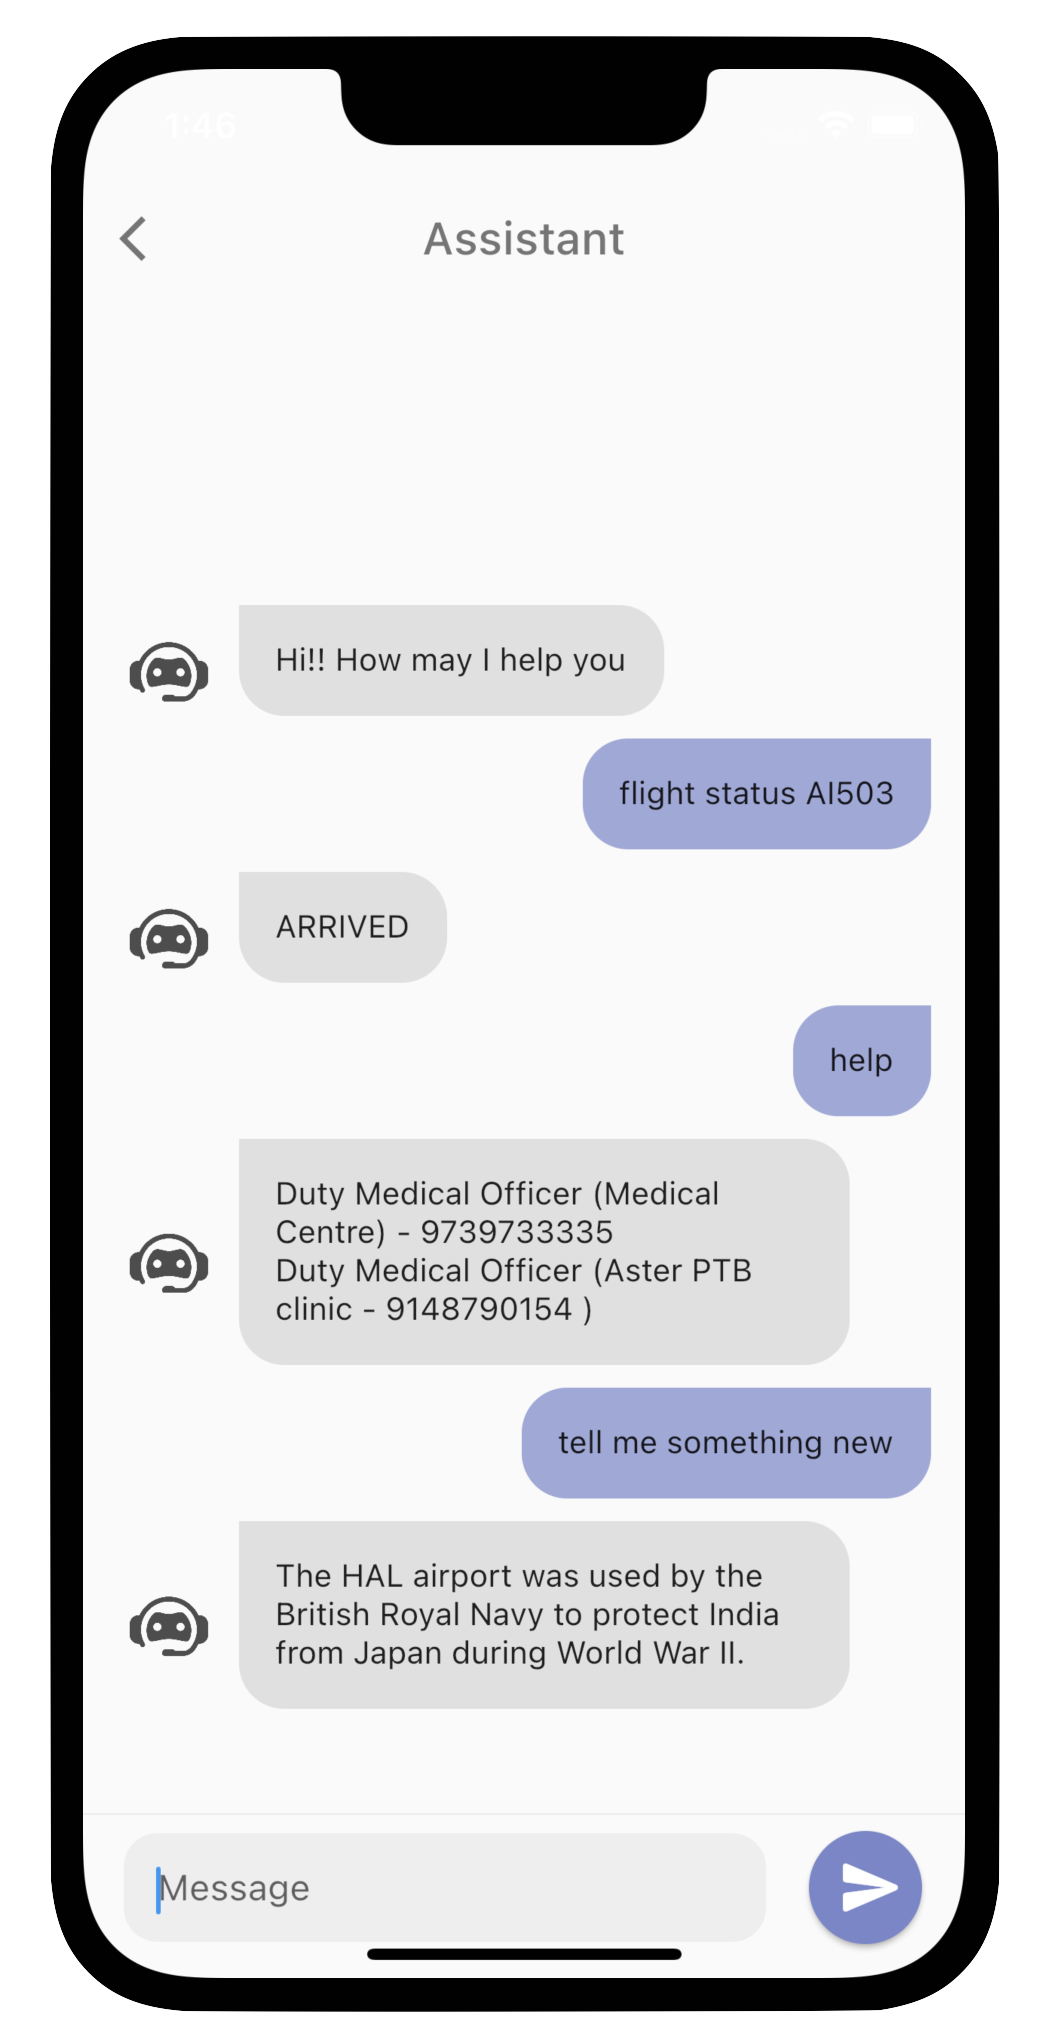 1:46
Assistant
Hi!! How may I help you
flight status AI503
ARRIVED
help
Duty Medical Officer (Medical
Centre) - 9739733335
Duty Medical Officer (Aster PTB
clinic - 9148790154 )
tell me something new
The HAL airport was used by the
British Royal Navy to protect India
from Japan during World War II.
Message